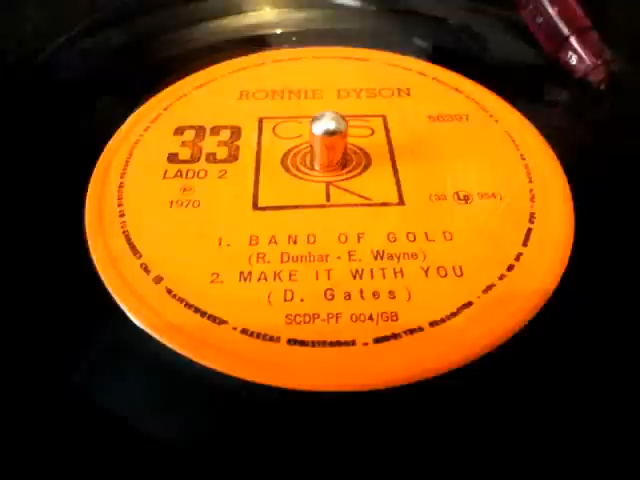 RONNIE DYSON
33
CBS
56397
LADO 2
℗
1970
(33 Lp 954)
1. BAND OF GOLD
(R. Dunbar - E. Wayne)
2. MAKE IT WITH YOU
(D. Gates)
SCDP-PF 004/GB